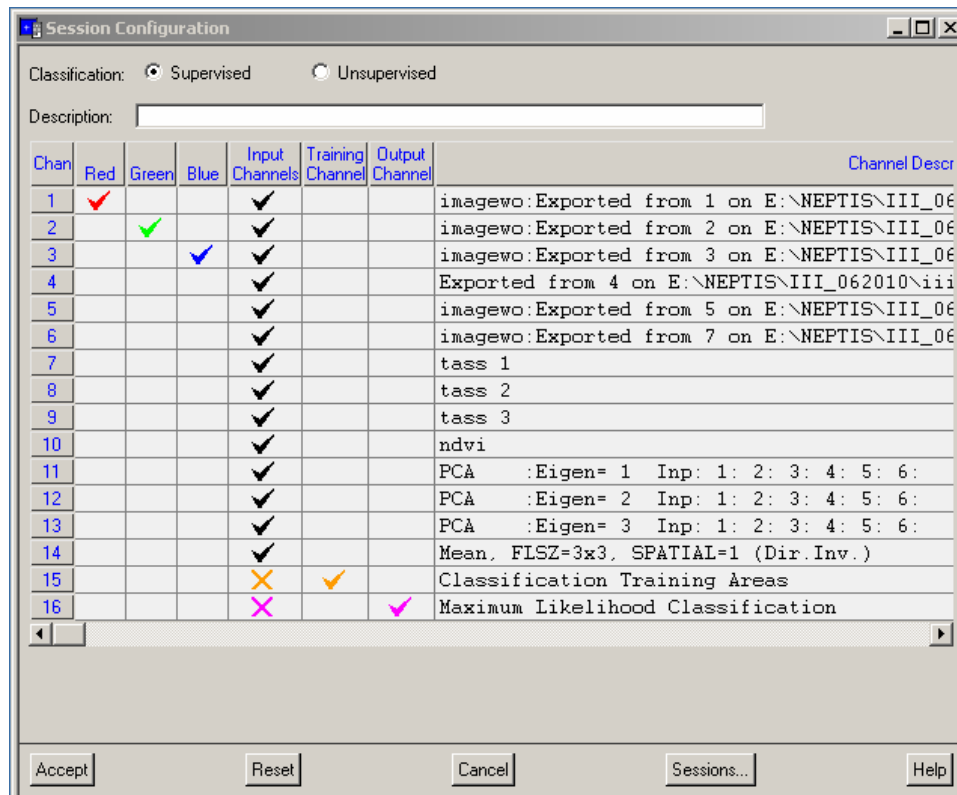 Session Configuration
Classification: Supervised Unsupervised
Description:
Chan Red Green Blue Input Channels Training Channel Output Channel Channel Descr
1 imagewo:Exported from 1 on E:\NEPTIS\III_06
2 imagewo:Exported from 2 on E:\NEPTIS\III_06
3 imagewo:Exported from 3 on E:\NEPTIS\III_06
4 Exported from 4 on E:\NEPTIS\III_062010\iii
5 imagewo:Exported from 5 on E:\NEPTIS\III_06
6 imagewo:Exported from 7 on E:\NEPTIS\III_06
7 tass 1
8 tass 2
9 tass 3
10 ndvi
11 PCA :Eigen= 1 Inp: 1: 2: 3: 4: 5: 6:
12 PCA :Eigen= 2 Inp: 1: 2: 3: 4: 5: 6:
13 PCA :Eigen= 3 Inp: 1: 2: 3: 4: 5: 6:
14 Mean, FLSZ=3x3, SPATIAL=1 (Dir.Inv.)
15 Classification Training Areas
16 Maximum Likelihood Classification
Accept Reset Cancel Sessions... Help